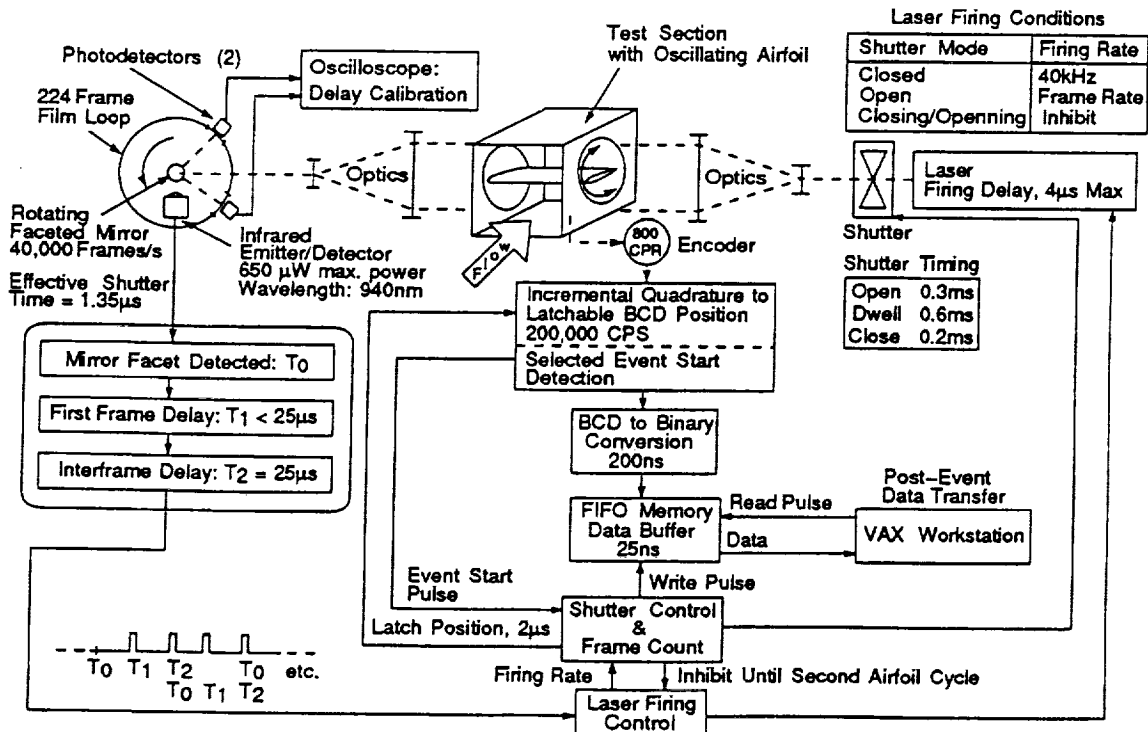 Photodetectors (2)
224 Frame
Film Loop
Oscilloscope:
Delay Calibration
Rotating
Faceted Mirror
40,000 Frames/s
Effective Shutter
Time = 1.35µs
Infrared
Emitter/Detector
650 µW max. power
Wavelength: 940nm
Optics
Test Section
with Oscillating Airfoil
Flow
800
CPR
Encoder
Optics
Laser Firing Conditions
Shutter Mode Firing Rate
Closed 40kHz
Open Frame Rate
Closing/Openning Inhibit
Laser
Firing Delay, 4µs Max
Shutter
Shutter Timing
Open 0.3ms
Dwell 0.6ms
Close 0.2ms
Mirror Facet Detected: T0
First Frame Delay: T1 < 25µs
Interframe Delay: T2 = 25µs
Incremental Quadrature to
Latchable BCD Position
200,000 CPS
Selected Event Start
Detection
BCD to Binary
Conversion
200ns
FIFO Memory
Data Buffer
25ns
Read Pulse
Data
Post-Event
Data Transfer
VAX Workstation
Write Pulse
Event Start
Pulse
Latch Position, 2µs
Shutter Control
&
Frame Count
Firing Rate
Inhibit Until Second Airfoil Cycle
Laser Firing
Control
T0 T1 T2 T0 etc.
T0 T1 T2